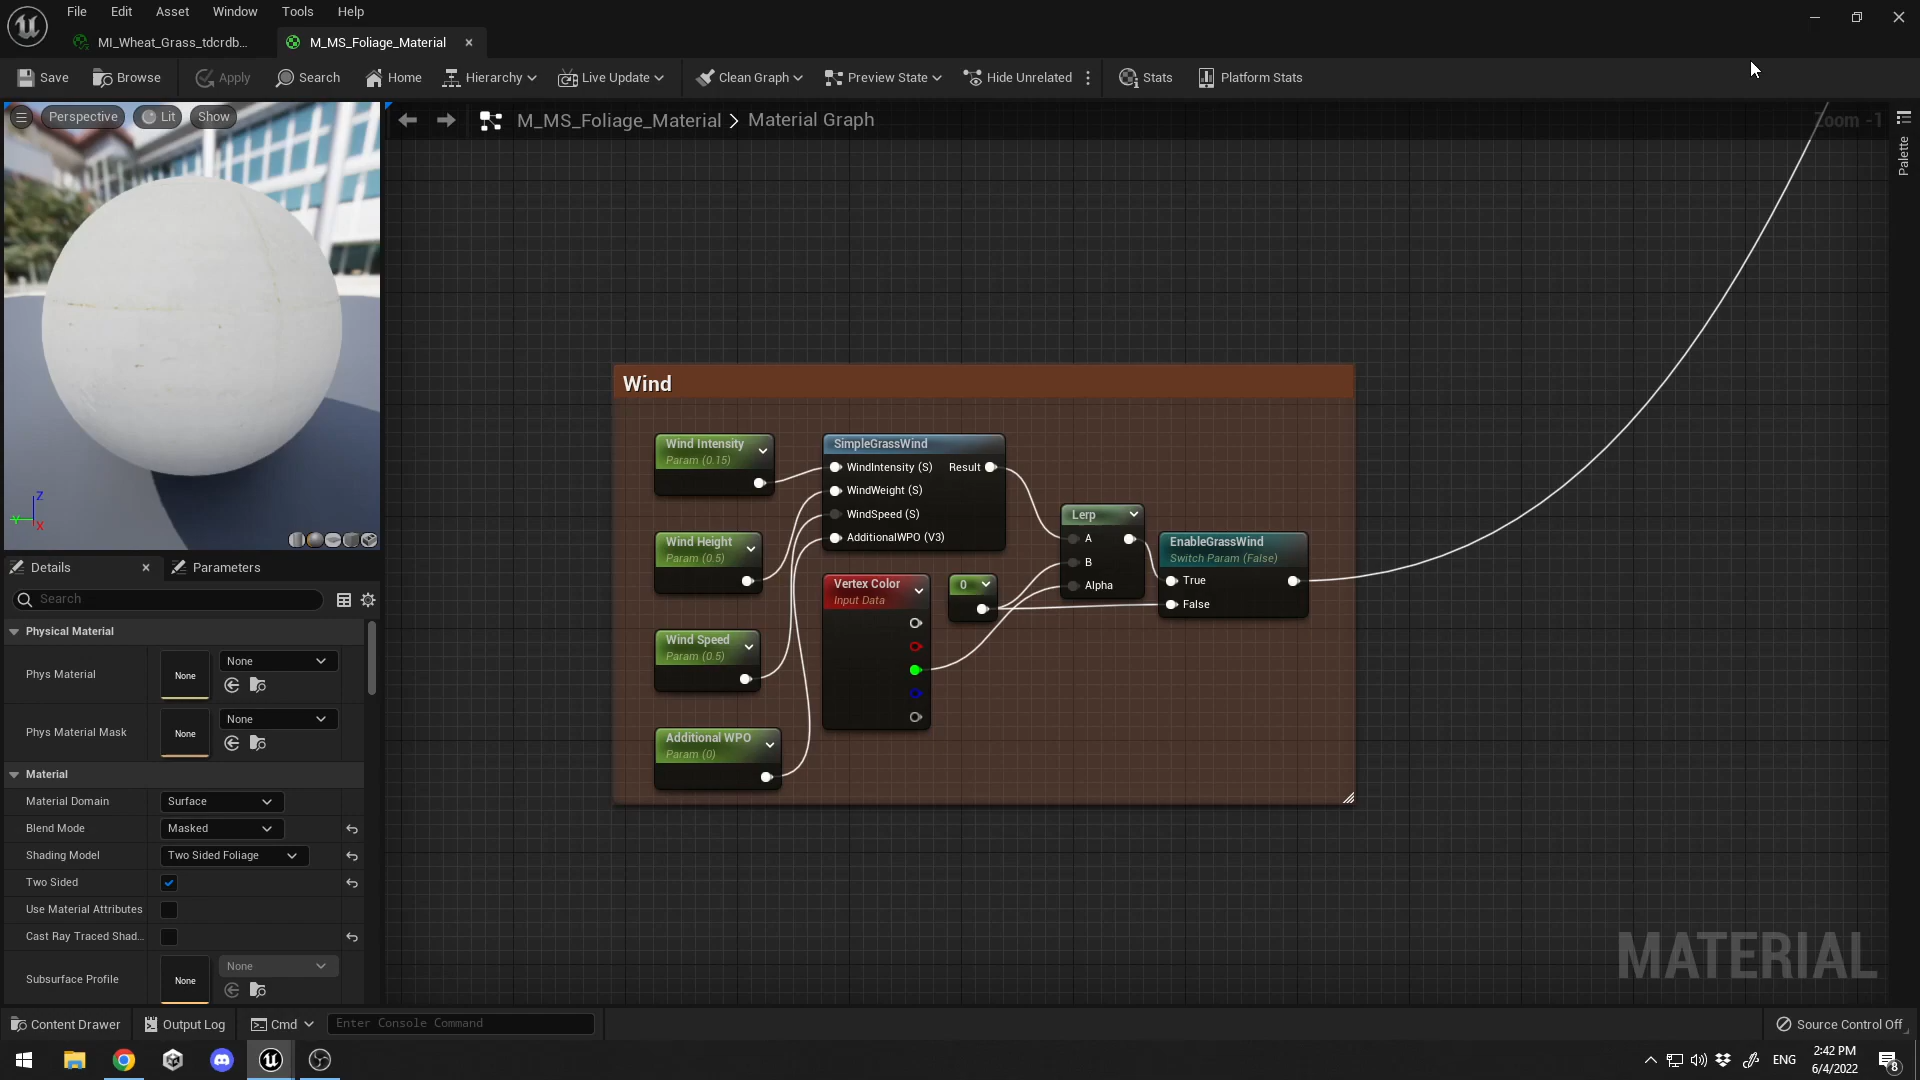 File Edit Asset Window Tools Help
MI_Wheat_Grass_tdcrdb...
M_MS_Foliage_Material
Save
Browse
Apply
Search
Home
Hierarchy
Live Update
Clean Graph
Preview State
Hide Unrelated
Stats
Platform Stats
Perspective
Lit
Show
M_MS_Foliage_Material > Material Graph
Zoom -1
Palette
Z
Y
X
Wind
Wind Intensity
Param (0.15)
Wind Height
Param (0.5)
Wind Speed
Param (0.5)
Additional WPO
Param (0)
SimpleGrassWind
WindIntensity (S) Result
WindWeight (S)
WindSpeed (S)
AdditionalWPO (V3)
Vertex Color
Input Data
0
Lerp
A
B
Alpha
EnableGrassWind
Switch Param (False)
True
False
MATERIAL
Details
Parameters
Search
Physical Material
Phys Material
None
None
Phys Material Mask
None
None
Material
Material Domain Surface
Blend Mode Masked
Shading Model Two Sided Foliage
Two Sided
Use Material Attributes
Cast Ray Traced Shad...
Subsurface Profile
None
None
Content Drawer
Output Log
Cmd
Enter Console Command
Source Control Off
ENG
2:42 PM
6/4/2022
8